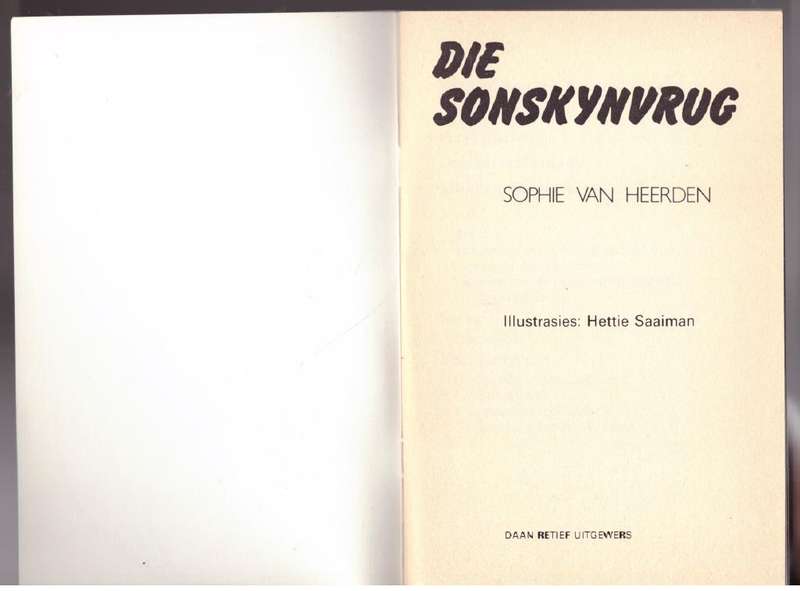 DIE
SONSKYNVRUG
SOPHIE VAN HEERDEN
Illustrasies: Hettie Saaiman
DAAN RETIEF UITGEWERS